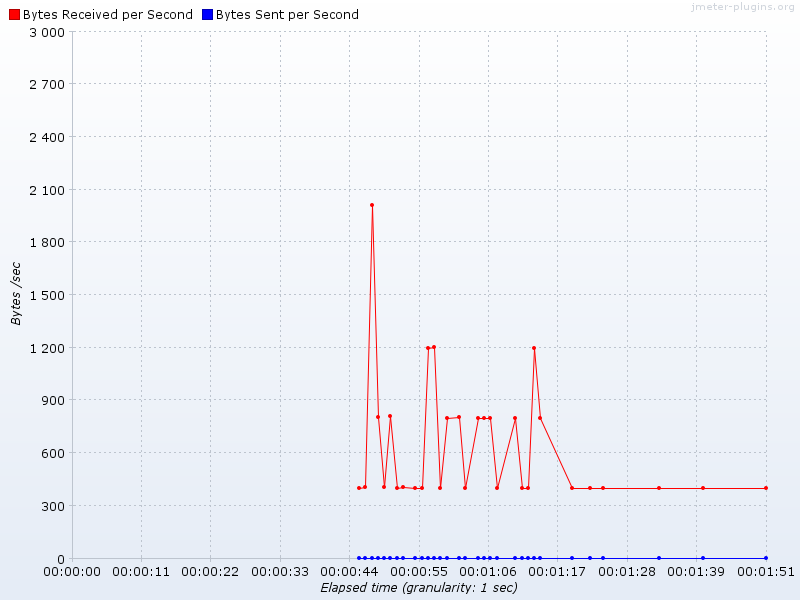 jmeter-plugins.org
Bytes Received per Second Bytes Sent per Second
3 000
2 700
2 400
2 100
1 800
1 500
1 200
900
600
300
0
Bytes /sec
00:00:00 00:00:11 00:00:22 00:00:33 00:00:44 00:00:55 00:01:06 00:01:17 00:01:28 00:01:39 00:01:51
Elapsed time (granularity: 1 sec)